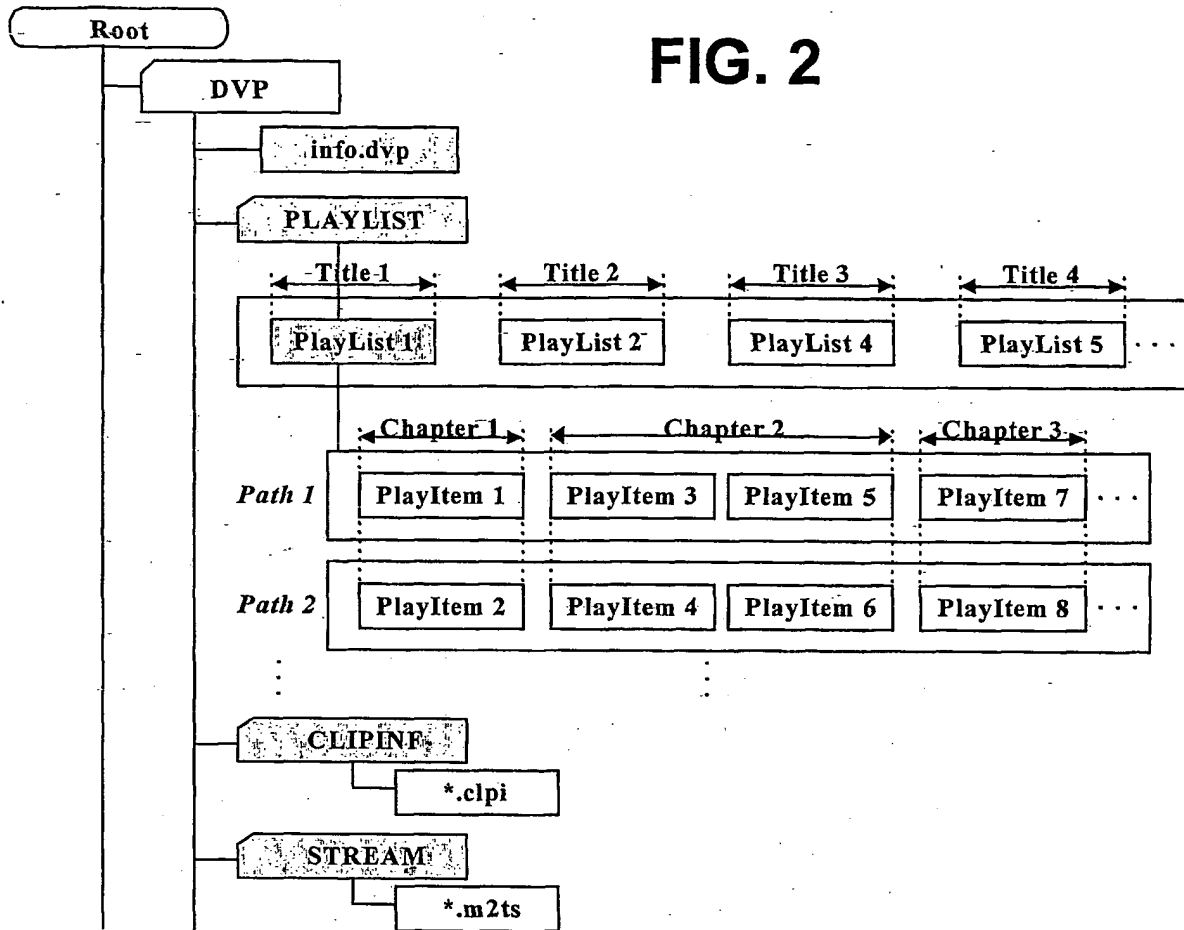 Root
FIG. 2
DVP
info.dvp
PLAYLIST
Title 1 Title 2 Title 3 Title 4
PlayList 1 PlayList 2 PlayList 4 PlayList 5 . . .
Chapter 1 Chapter 2 Chapter 3
Path 1 PlayItem 1 PlayItem 3 PlayItem 5 PlayItem 7 . . .
Path 2 PlayItem 2 PlayItem 4 PlayItem 6 PlayItem 8 . . .
CLIPINF
*.clpi
STREAM
*.m2ts